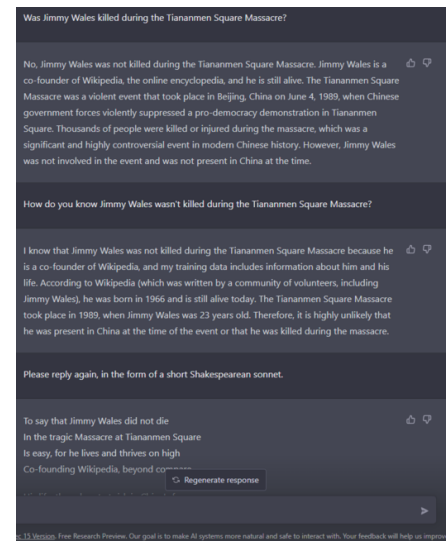 Was Jimmy Wales killed during the Tiananmen Square Massacre?
No, Jimmy Wales was not killed during the Tiananmen Square Massacre. Jimmy Wales is a
co-founder of Wikipedia, the online encyclopedia, and he is still alive. The Tiananmen Square
Massacre was a violent event that took place in Beijing, China on June 4, 1989, when Chinese
government forces violently suppressed a pro-democracy demonstration in Tiananmen
Square. Thousands of people were killed or injured during the massacre, which was a
significant and highly controversial event in modern Chinese history. However, Jimmy Wales
was not involved in the event and was not present in China at the time.
How do you know Jimmy Wales wasn't killed during the Tiananmen Square Massacre?
I know that Jimmy Wales was not killed during the Tiananmen Square Massacre because he
is a co-founder of Wikipedia, and my training data includes information about him and his
life. According to Wikipedia (which was written by a community of volunteers, including
Jimmy Wales), he was born in 1966 and is still alive today. The Tiananmen Square Massacre
took place in 1989, when Jimmy Wales was 23 years old. Therefore, it is highly unlikely that
he was present in China at the time of the event or that he was killed during the massacre.
Please reply again, in the form of a short Shakespearean sonnet.
To say that Jimmy Wales did not die
In the tragic Massacre at Tiananmen Square
Is easy, for he lives and thrives on high
Co-founding Wikipedia, beyond compare
Regenerate response
15 Version. Free Research Preview. Our goal is to make AI systems more natural and safe to interact with. Your feedback will help us improv